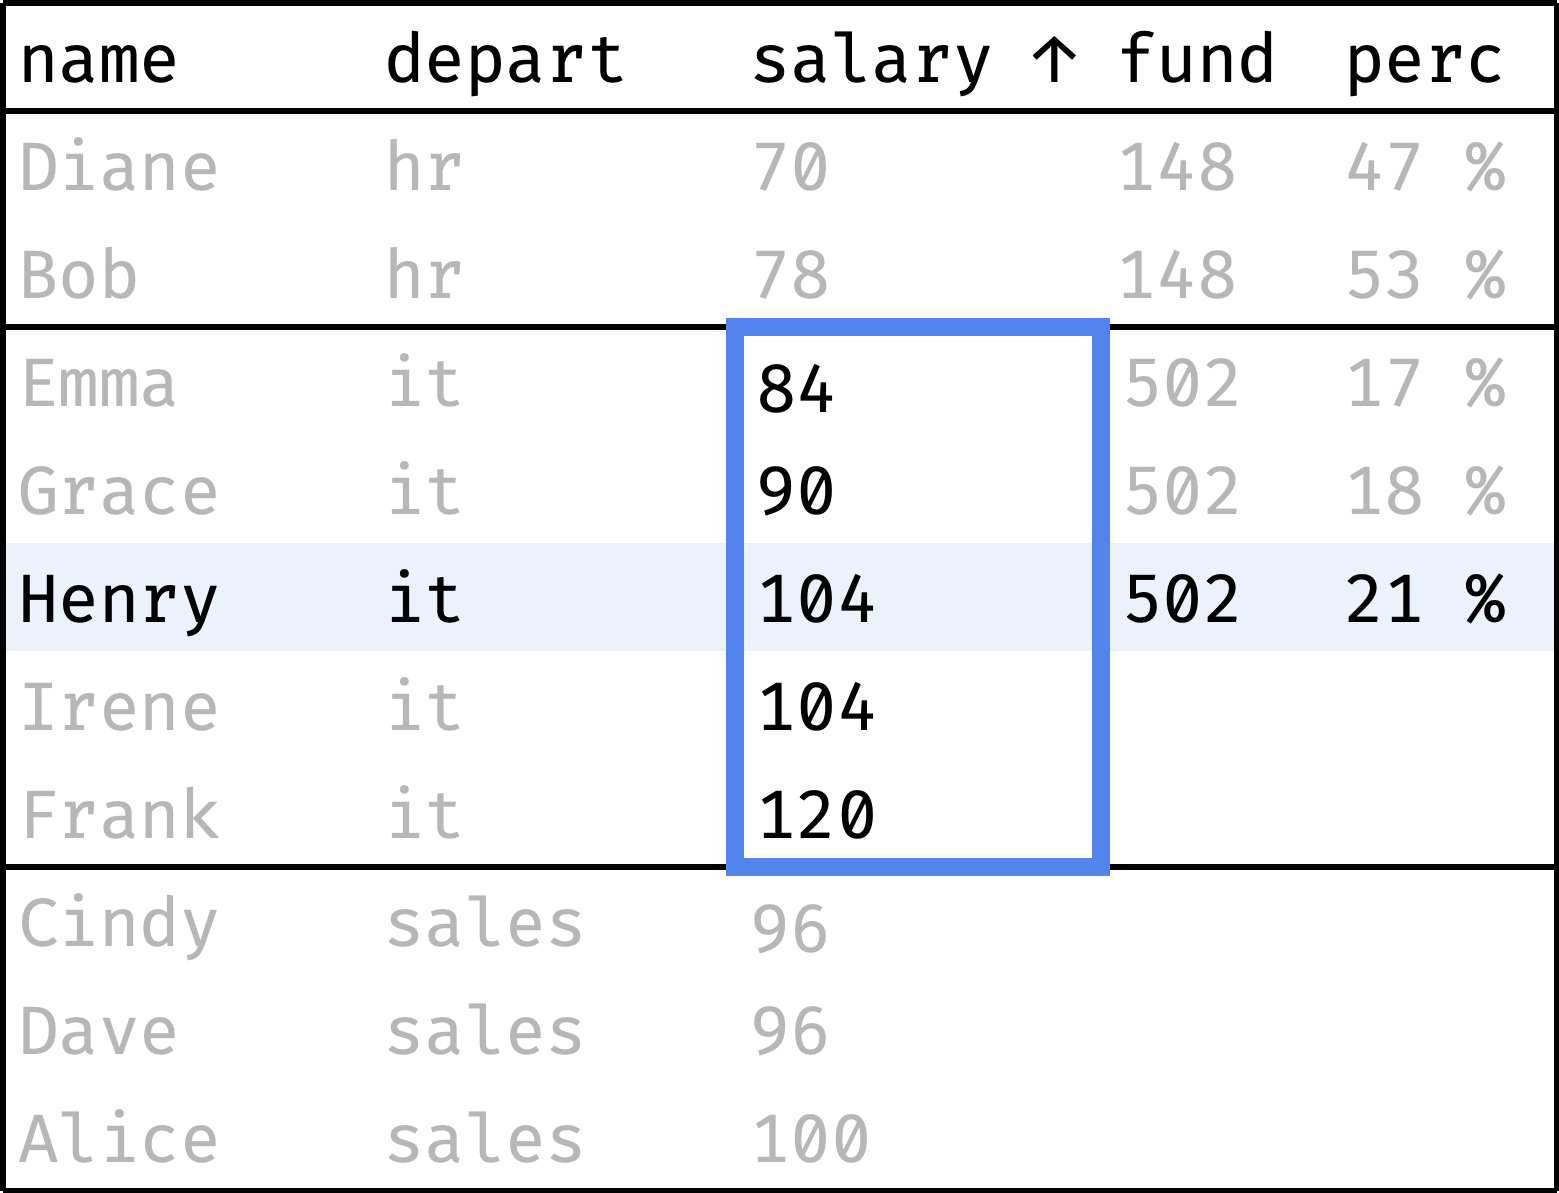 name depart salary ↑ fund perc
Diane hr 70 148 47 %
Bob hr 78 148 53 %
Emma it 84 502 17 %
Grace it 90 502 18 %
Henry it 104 502 21 %
Irene it 104
Frank it 120
Cindy sales 96
Dave sales 96
Alice sales 100